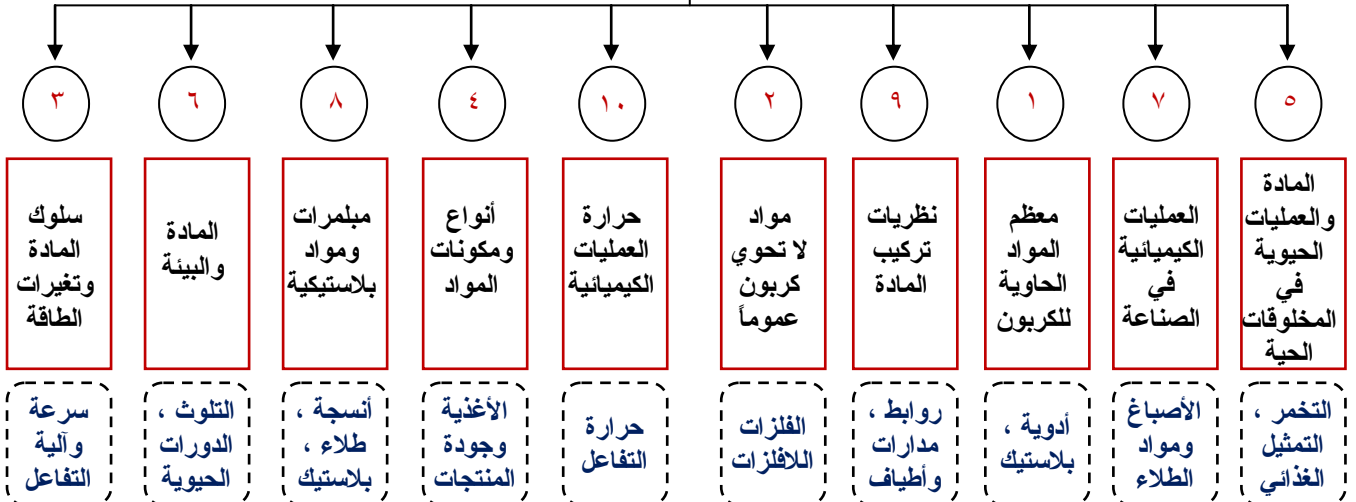 ٥
٧
١
٩
٢
١٠
٤
٨
٦
٣
المادة
والعمليات
الحيوية
في
المخلوقات
الحية
العمليات
الكيميائية
في
الصناعة
معظم
المواد
الحاوية
للكربون
نظريات
تركيب
المادة
مواد
لا تحوي
كربون
عموماً
حرارة
العمليات
الكيميائية
أنواع
ومكونات
المواد
مبلمرات
ومواد
بلاستيكية
المادة
والبيئة
سلوك
المادة
وتغيرات
الطاقة
التخمر ،
التمثيل
الغذائي
الأصباغ
ومواد
الطلاء
أدوية ،
بلاستيك
روابط ،
مدارات
وأطياف
الفلزات
اللافلزات
حرارة
التفاعل
الأغذية
وجودة
المنتجات
أنسجة ،
طلاء ،
بلاستيك
التلوث ،
الدورات
الحيوية
سرعة
وآلية
التفاعل